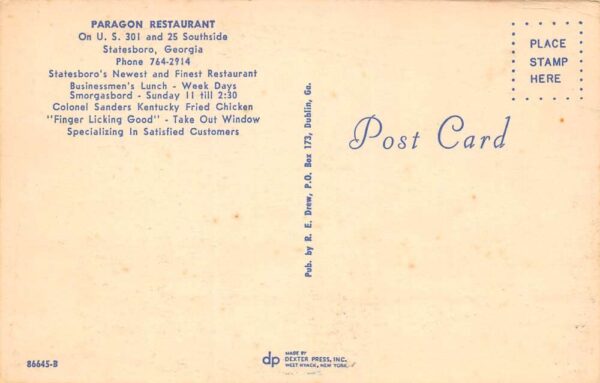 PARAGON RESTAURANT
On U. S. 301 and 25 Southside
Statesboro, Georgia
Phone 764-2914
Statesboro's Newest and Finest Restaurant
Businessmen's Lunch - Week Days
Smorgasbord - Sunday 11 till 2:30
Colonel Sanders Kentucky Fried Chicken
"Finger Licking Good" - Take Out Window
Specializing In Satisfied Customers
Pub. by R. E. Drew, P.O. Box 173, Dublin, Ga.
Post Card
PLACE
STAMP
HERE
86645-B
dp
MADE BY
DEXTER PRESS, INC.
WEST NYACK, NEW YORK